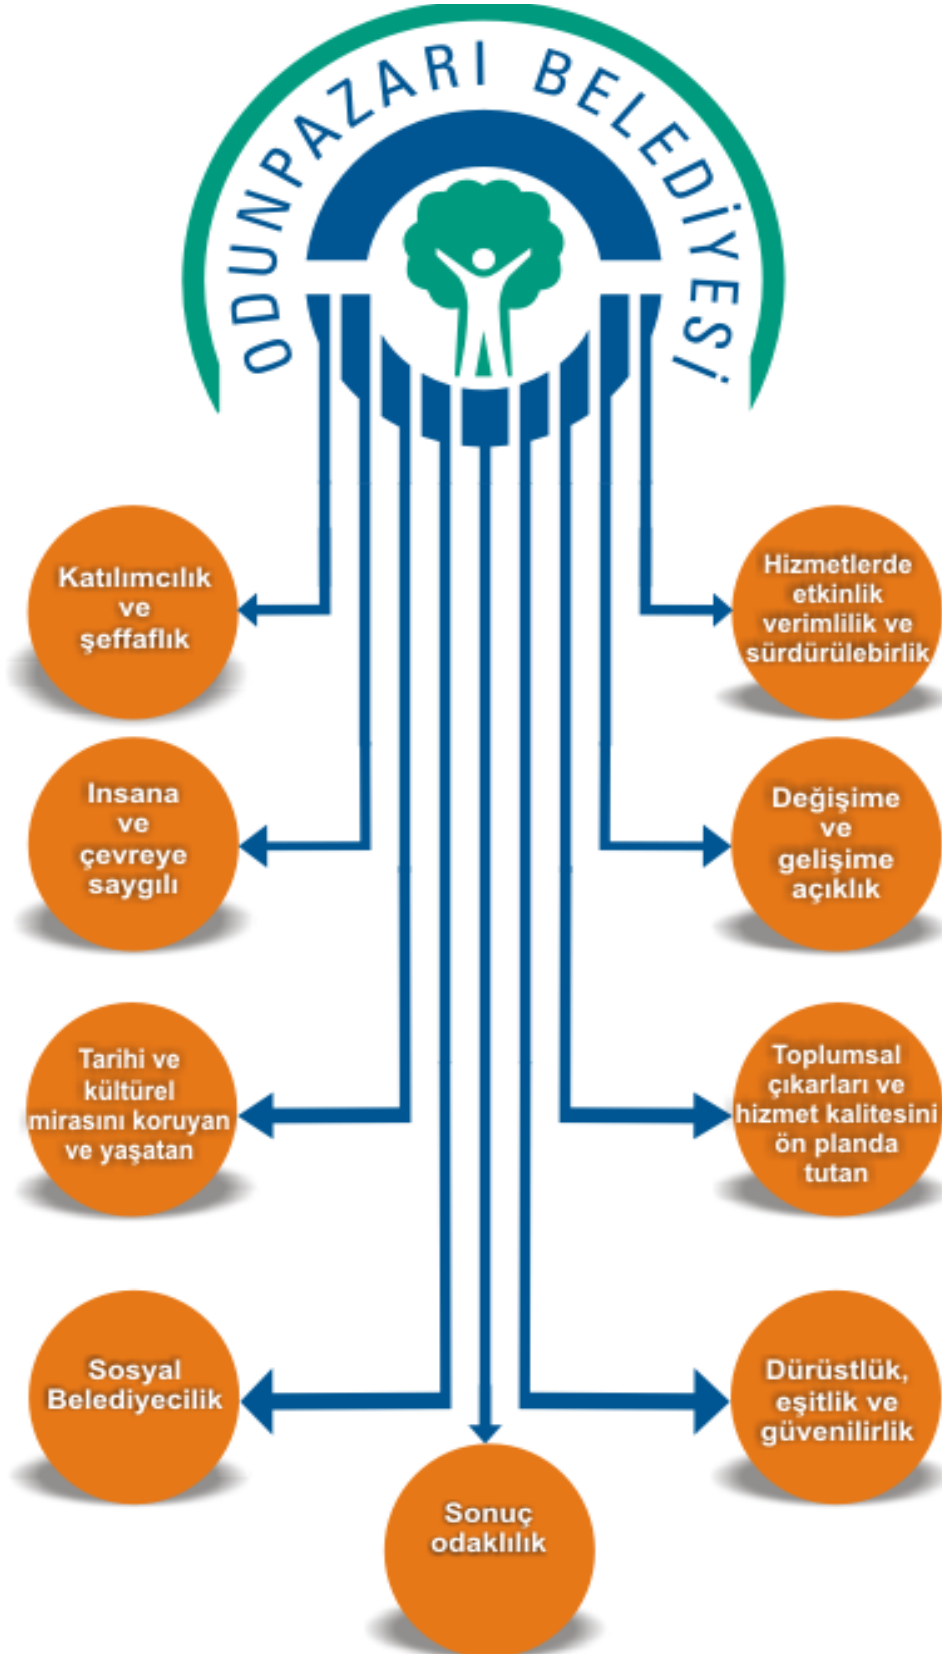 ODUNPAZARI BELEDİYESİ
Katılımcılık
ve
şeffaflık
Hizmetlerde
etkinlik
verimlilik ve
sürdürülebirlik
Insana
ve
çevreye
saygılı
Değişime
ve
gelişime
açıklık
Tarihi ve
kültürel
mirasını koruyan
ve yaşatan
Toplumsal
çıkarları ve
hizmet kalitesini
ön planda
tutan
Sosyal
Belediyecilik
Dürüstlük,
eşitlik ve
güvenilirlik
Sonuç
odaklılık